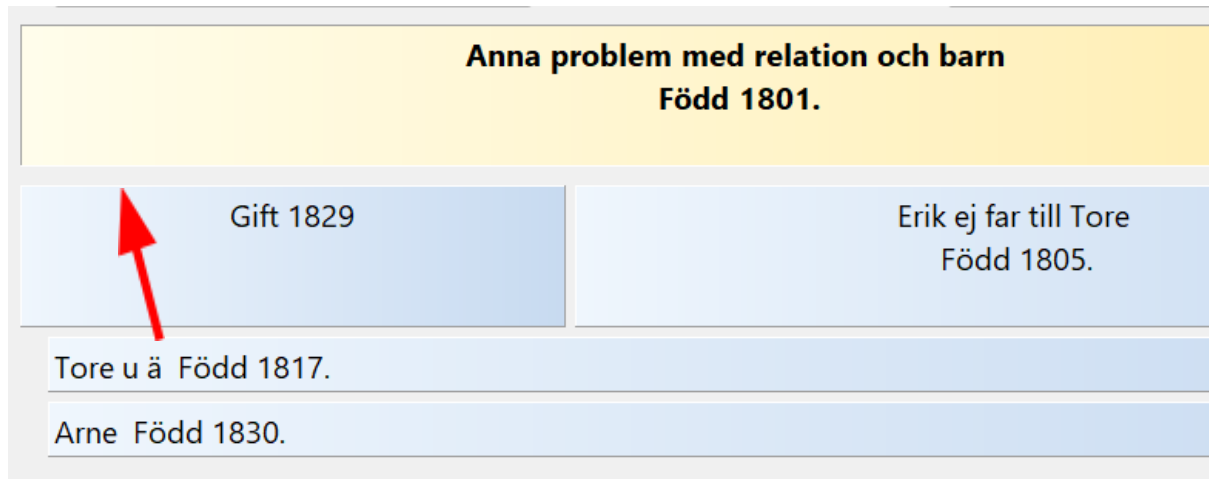 Anna problem med relation och barn
Född 1801.
Gift 1829
Erik ej far till Tore
Född 1805.
Tore u ä  Född 1817.
Arne  Född 1830.